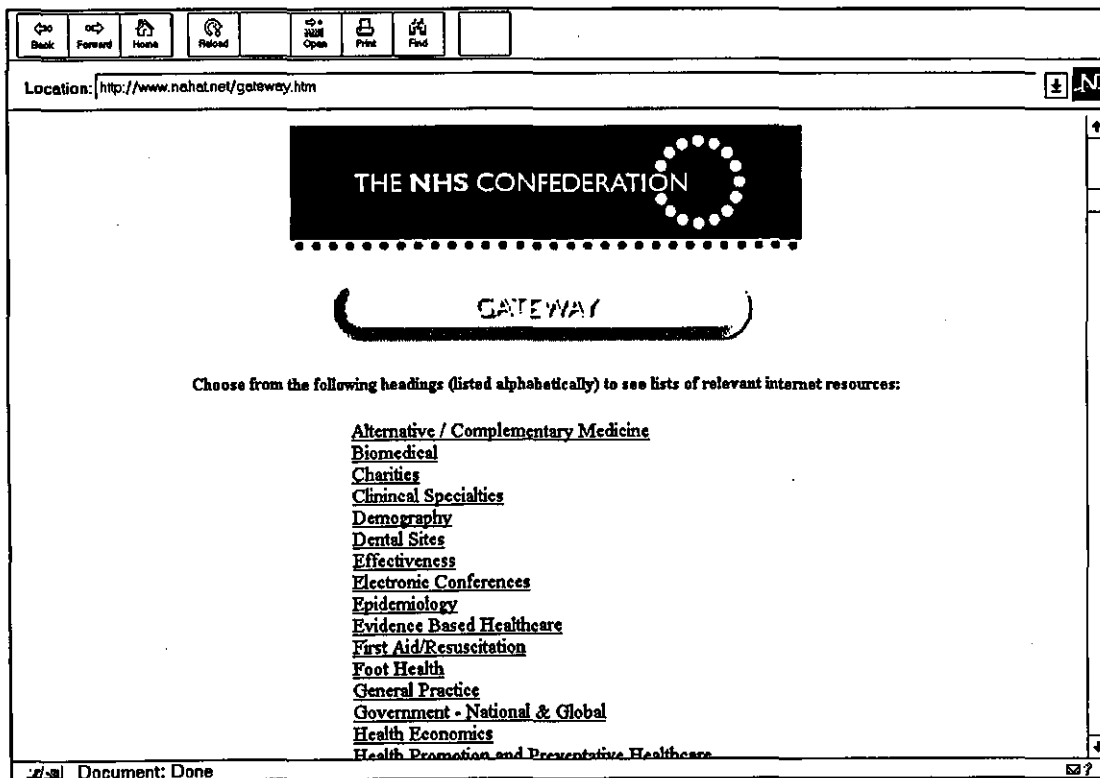 Back Forward Home Reload Open Print Find
Location: http://www.nahat.net/gateway.htm
N
THE NHS CONFEDERATION
GATEWAY
Choose from the following headings (listed alphabetically) to see lists of relevant internet resources:
Alternative / Complementary Medicine
Biomedical
Charities
Clinincal Specialties
Demography
Dental Sites
Effectiveness
Electronic Conferences
Epidemiology
Evidence Based Healthcare
First Aid/Resuscitation
Foot Health
General Practice
Government - National & Global
Health Economics
Health Promotion and Preventative Healthcare
Document: Done
?